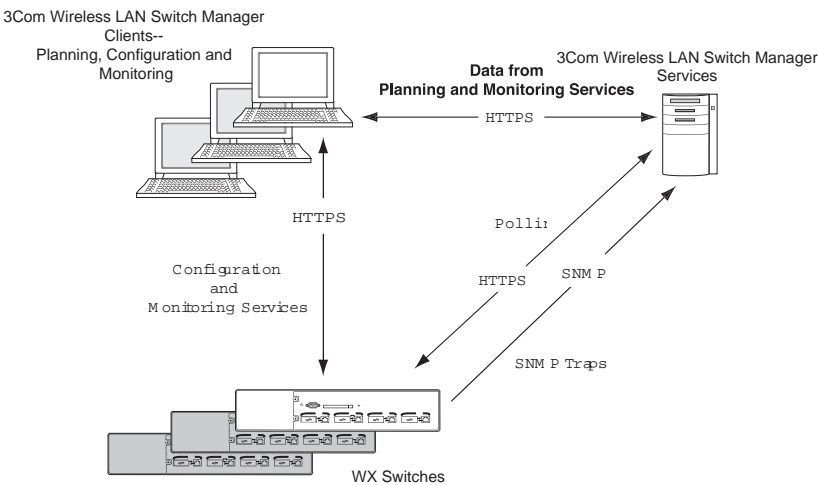 3Com Wireless LAN Switch Manager
Clients--
Planning, Configuration and
Monitoring
Data from
Planning and Monitoring Services
3Com Wireless LAN Switch Manager
Services
HTTPS
HTTPS
Configuration
and
Monitoring Services
HTTPS
SNMP
SNMP Traps
WX Switches